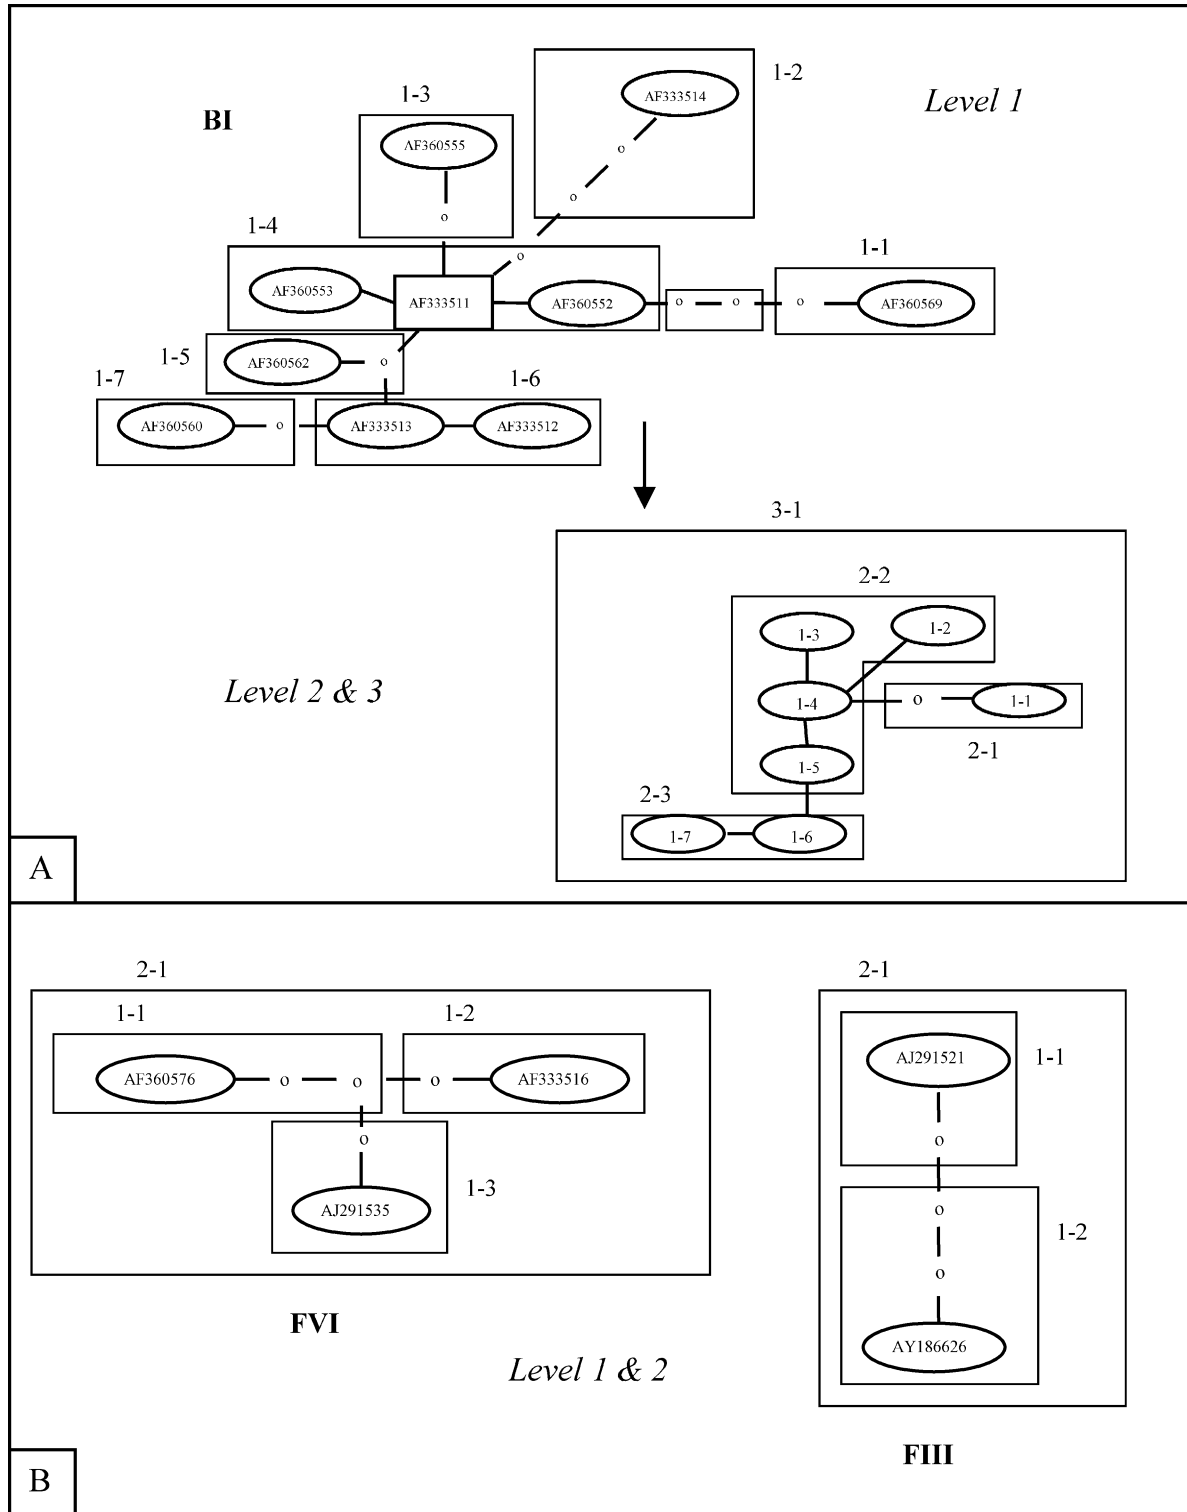 1-2
AF333514
Level 1
1-3
BI
AF360555
o
o
o
1-4
1-1
o
AF360553
AF333511
AF360552
o
o
o
AF360569
1-5
AF360562
o
1-7
1-6
AF360560
o
AF333513
AF333512
3-1
2-2
1-3
1-2
Level 2 & 3
1-4
o
1-1
2-1
1-5
2-3
1-7
1-6
A
2-1
2-1
1-1
1-2
AF360576
o
o
o
AF333516
AJ291521
1-1
o
o
1-3
AJ291535
o
1-2
o
FVI
AY186626
Level 1 & 2
FIII
B